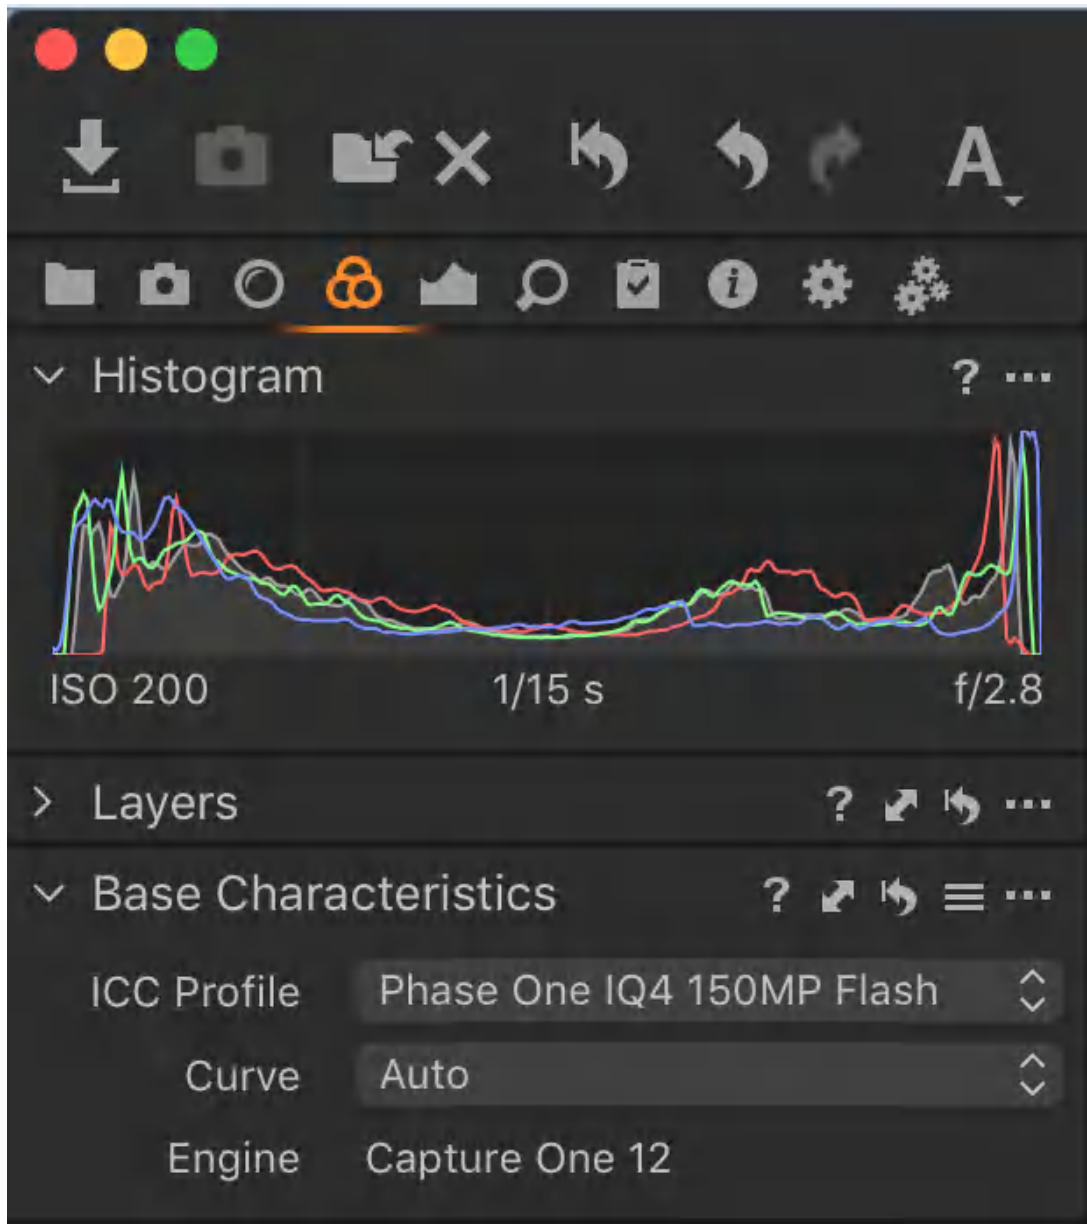 A
Histogram ? ...
ISO 200 1/15 s f/2.8
Layers ? ...
Base Characteristics ? ...
ICC Profile Phase One IQ4 150MP Flash
Curve Auto
Engine Capture One 12